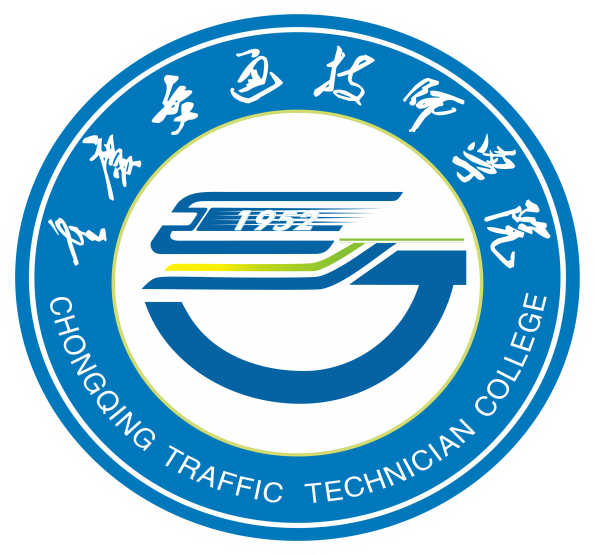 重庆交通技师学院
1952
CHONGQING TRAFFIC TECHNICIAN COLLEGE